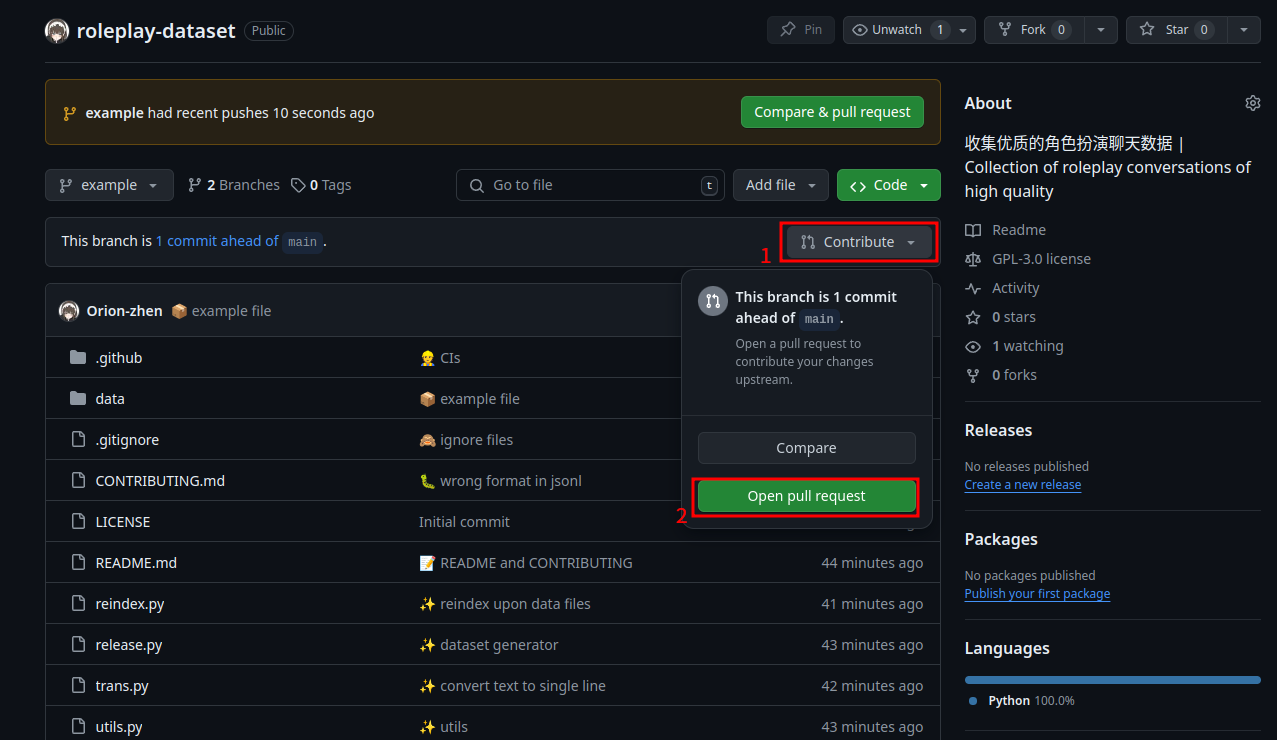 roleplay-dataset Public
Pin
Unwatch 1
Fork 0
Star 0
example had recent pushes 10 seconds ago
Compare & pull request
example
2 Branches
0 Tags
Go to file t
Add file
Code
This branch is 1 commit ahead of main .
1
Contribute
This branch is 1 commit
ahead of main .
Open a pull request to
contribute your changes
upstream.
Compare
2
Open pull request
Orion-zhen 📦 example file
.github 👷 CIs
data 📦 example file
.gitignore 🙈 ignore files
CONTRIBUTING.md 🐛 wrong format in jsonl
LICENSE Initial commit
README.md 📝 README and CONTRIBUTING 44 minutes ago
reindex.py ✨ reindex upon data files 41 minutes ago
release.py ✨ dataset generator 43 minutes ago
trans.py ✨ convert text to single line 42 minutes ago
utils.py ✨ utils 43 minutes ago
About
收集优质的角色扮演聊天数据 |
Collection of roleplay conversations of
high quality
Readme
GPL-3.0 license
Activity
0 stars
1 watching
0 forks
Releases
No releases published
Create a new release
Packages
No packages published
Publish your first package
Languages
Python 100.0%